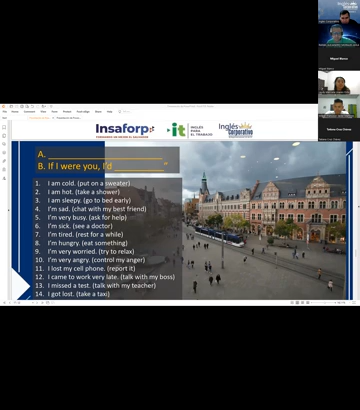 Insaforp
it
INGLÉS
PARA
EL TRABAJO
Inglés
Corporativo
A. ____________________
B. If I were you, I'd __________
1. I am cold. (put on a sweater)
2. I am hot. (take a shower)
3. I am sleepy. (go to bed early)
4. I'm sad. (chat with my best friend)
5. I'm very busy. (ask for help)
6. I'm sick. (see a doctor)
7. I'm tired. (rest for a while)
8. I'm hungry. (eat something)
9. I'm very worried. (try to relax)
10. I'm very angry. (control my anger)
11. I lost my cell phone. (report it)
12. I came to work very late. (talk with my boss)
13. I missed a test. (talk with my teacher)
14. I got lost. (take a taxi)